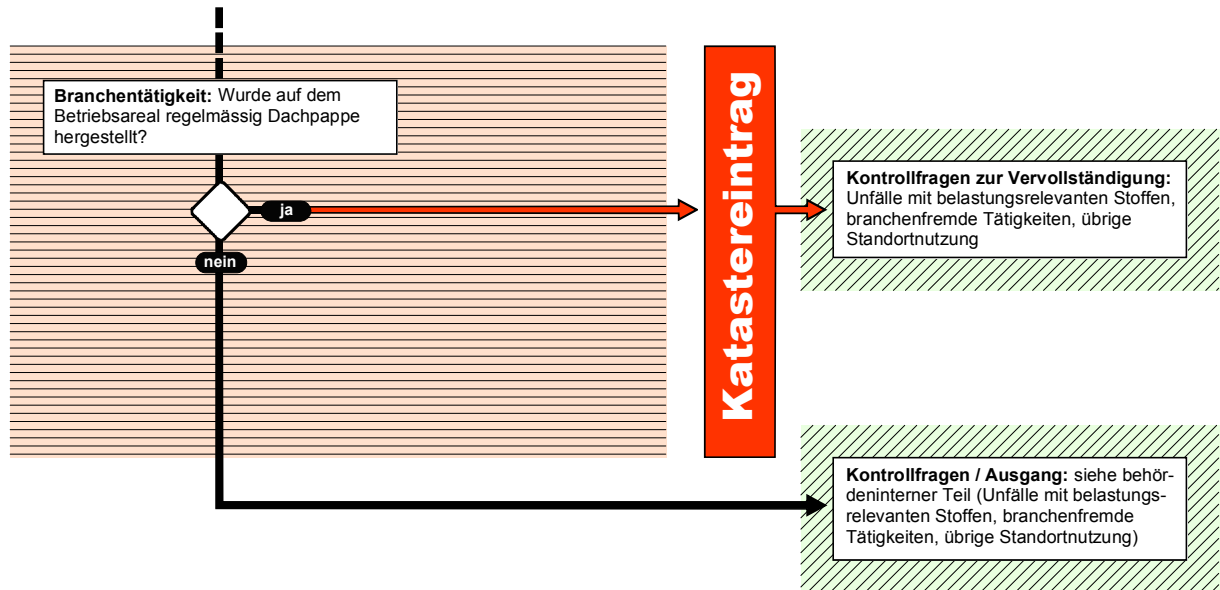 Branchentätigkeit: Wurde auf dem
Betriebsareal regelmässig Dachpappe
hergestellt?
ja
nein
Katastereintrag
Kontrollfragen zur Vervollständigung:
Unfälle mit belastungsrelevanten Stoffen,
branchenfremde Tätigkeiten, übrige
Standortnutzung
Kontrollfragen / Ausgang: siehe behör-
deninterner Teil (Unfälle mit belastungs-
relevanten Stoffen, branchenfremde
Tätigkeiten, übrige Standortnutzung)